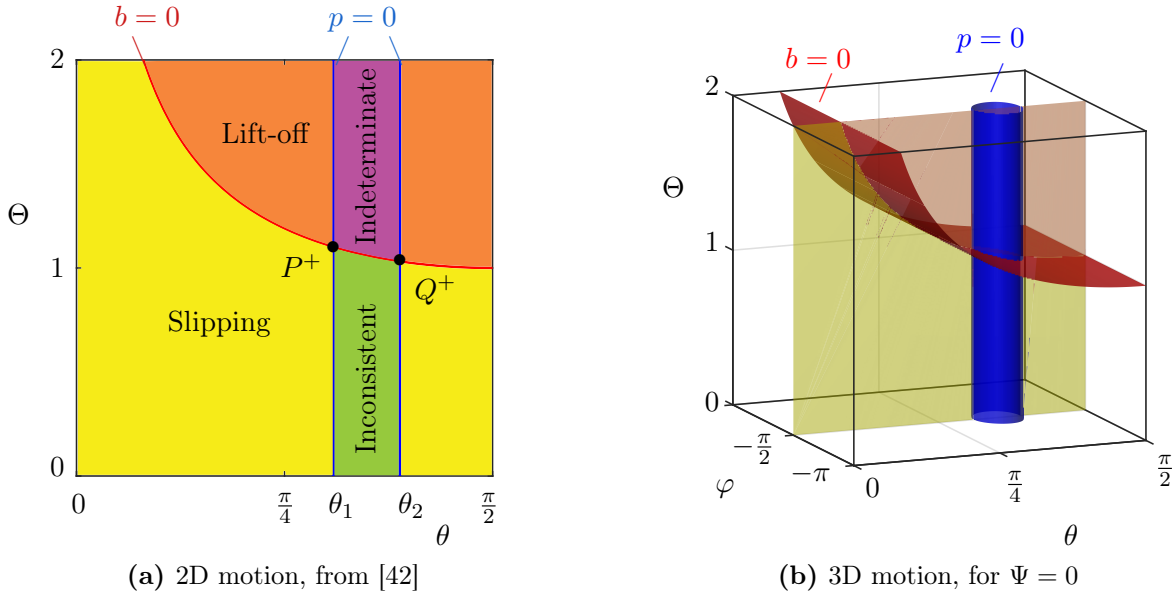 b = 0
p = 0
2
Lift-off
Indeterminate
Θ
P⁺
1
Q⁺
Slipping
Inconsistent
0
0
π/4
θ₁
θ₂
π/2
θ
(a) 2D motion, from [42]
p = 0
b = 0
2
Θ
1
0
−π/2
−π
φ
0
π/4
π/2
θ
(b) 3D motion, for Ψ = 0